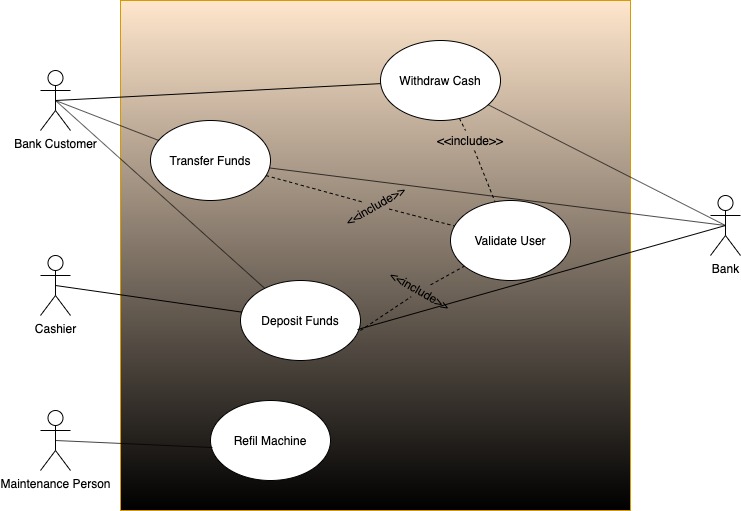 Withdraw Cash
Bank Customer
<<include>>
Transfer Funds
<<include>>
Validate User
Bank
<<include>>
Cashier
Deposit Funds
Refil Machine
Maintenance Person